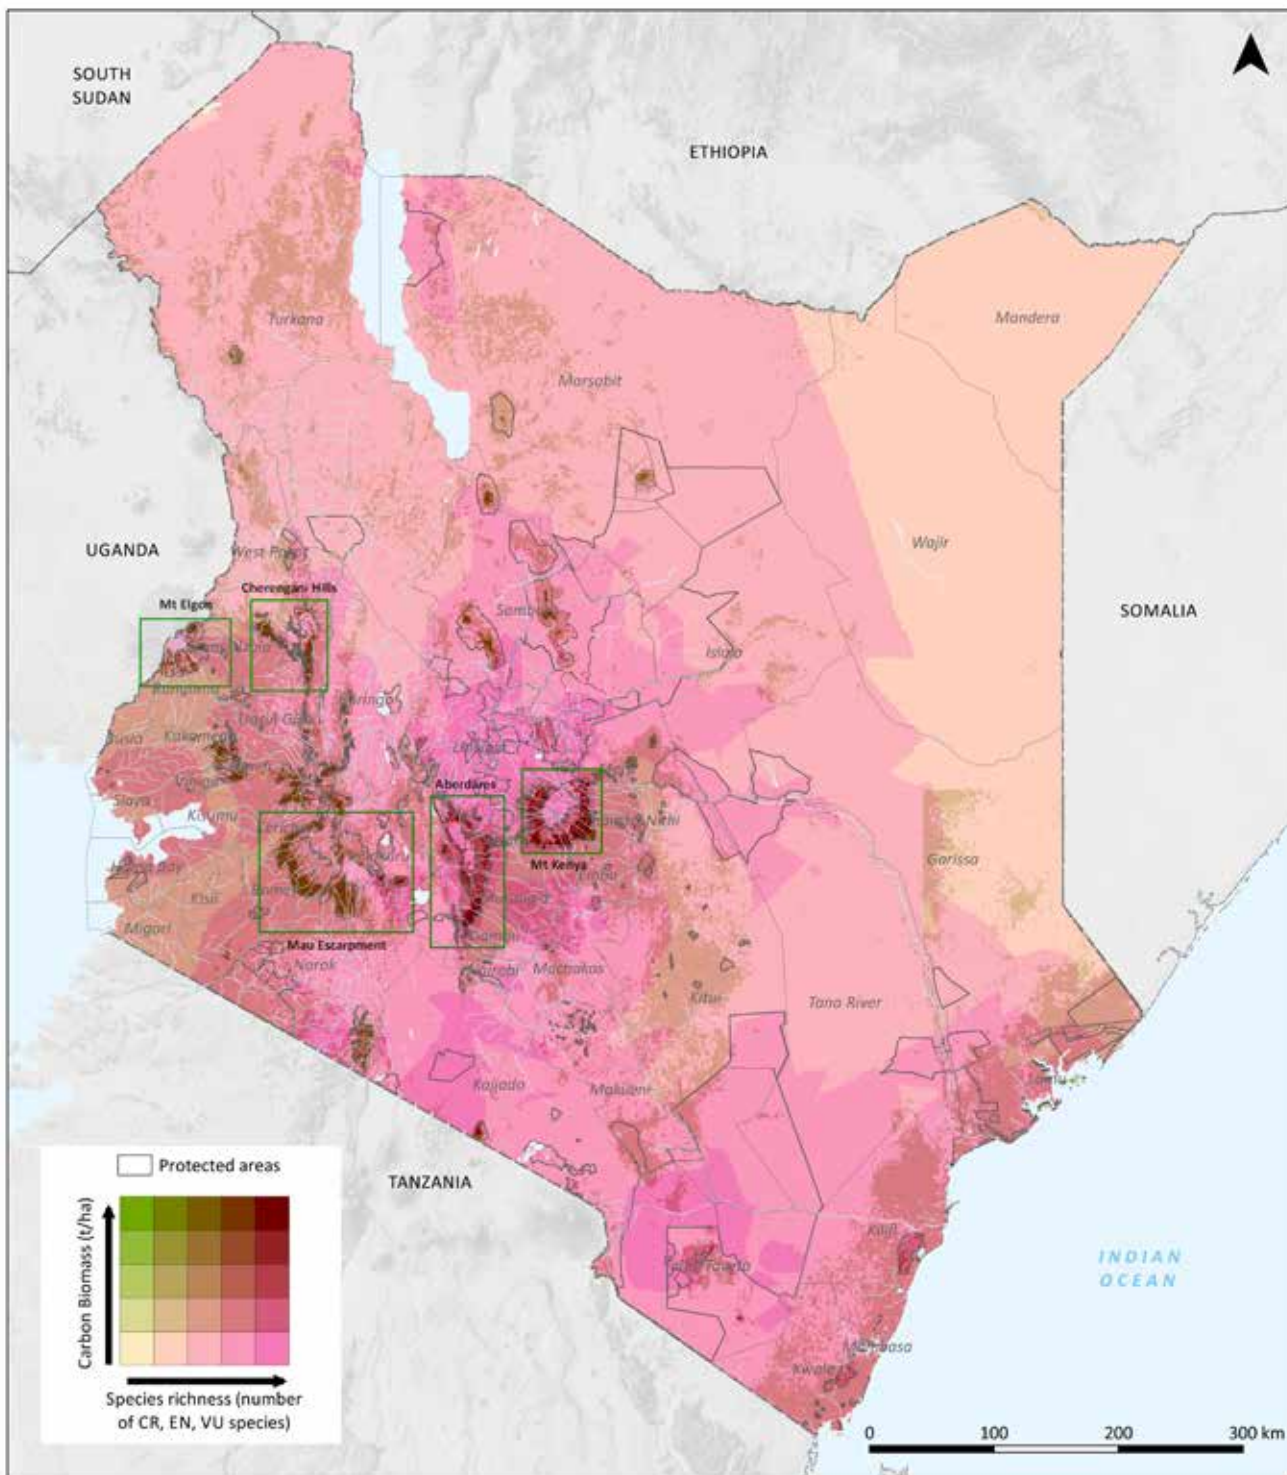 SOUTH
SUDAN
ETHIOPIA
Turkana
Mandera
Marsabit
Wajir
UGANDA
West Pokot
SOMALIA
Cherengani Hills
Mt Elgon
Isiolo
Aberdares
Siaya
Kisumu
Garissa
Mt Kenya
Embu
Kisii
Migori
Mau Escarpment
Narok
Nairobi
Machakos
Kitui
Tana River
Kajiado
Makueni
Lamu
TANZANIA
Kilifi
INDIAN
OCEAN
Mombasa
Kwale
Protected areas
Carbon Biomass (t/ha)
Species richness (number
of CR, EN, VU species)
0 100 200 300 km